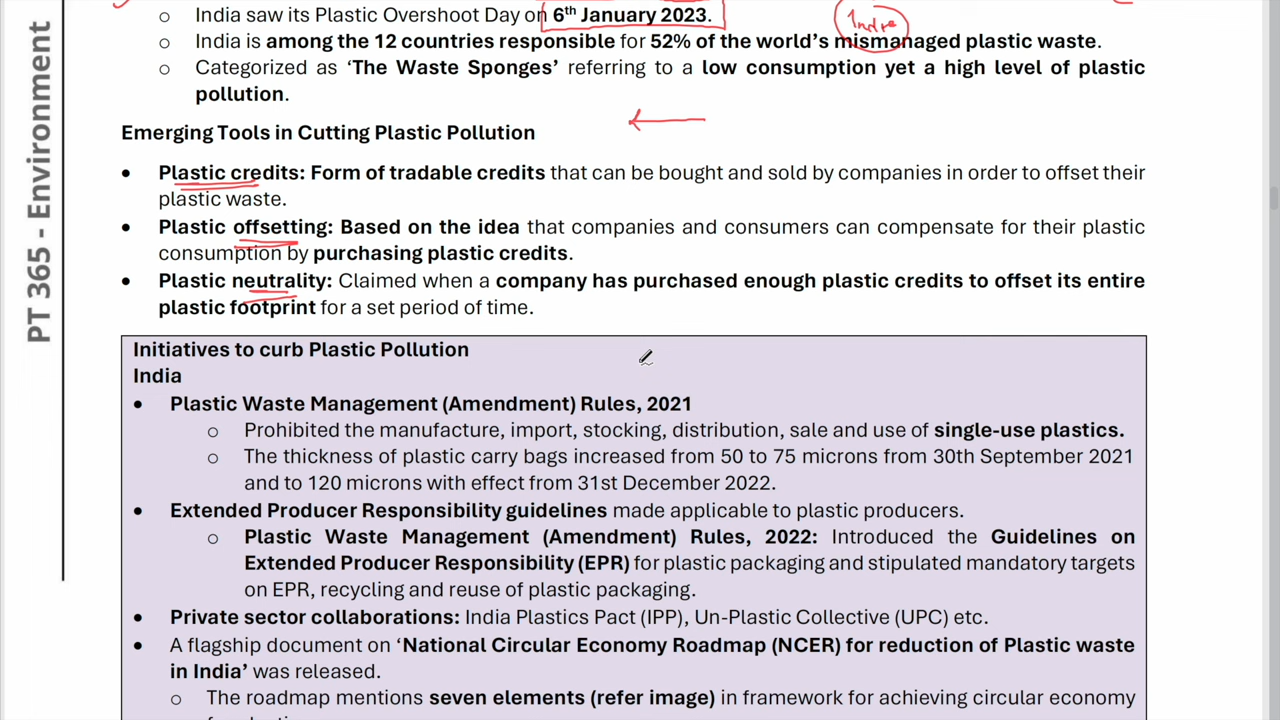 PT 365 - Environment
o India saw its Plastic Overshoot Day on 6th January 2023.
Indra
o India is among the 12 countries responsible for 52% of the world's mismanaged plastic waste.
o Categorized as 'The Waste Sponges' referring to a low consumption yet a high level of plastic
pollution.
Emerging Tools in Cutting Plastic Pollution
• Plastic credits: Form of tradable credits that can be bought and sold by companies in order to offset their
plastic waste.
• Plastic offsetting: Based on the idea that companies and consumers can compensate for their plastic
consumption by purchasing plastic credits.
• Plastic neutrality: Claimed when a company has purchased enough plastic credits to offset its entire
plastic footprint for a set period of time.
Initiatives to curb Plastic Pollution
India
• Plastic Waste Management (Amendment) Rules, 2021
o Prohibited the manufacture, import, stocking, distribution, sale and use of single-use plastics.
o The thickness of plastic carry bags increased from 50 to 75 microns from 30th September 2021
and to 120 microns with effect from 31st December 2022.
• Extended Producer Responsibility guidelines made applicable to plastic producers.
o Plastic Waste Management (Amendment) Rules, 2022: Introduced the Guidelines on
Extended Producer Responsibility (EPR) for plastic packaging and stipulated mandatory targets
on EPR, recycling and reuse of plastic packaging.
• Private sector collaborations: India Plastics Pact (IPP), Un-Plastic Collective (UPC) etc.
• A flagship document on 'National Circular Economy Roadmap (NCER) for reduction of Plastic waste
in India' was released.
o The roadmap mentions seven elements (refer image) in framework for achieving circular economy